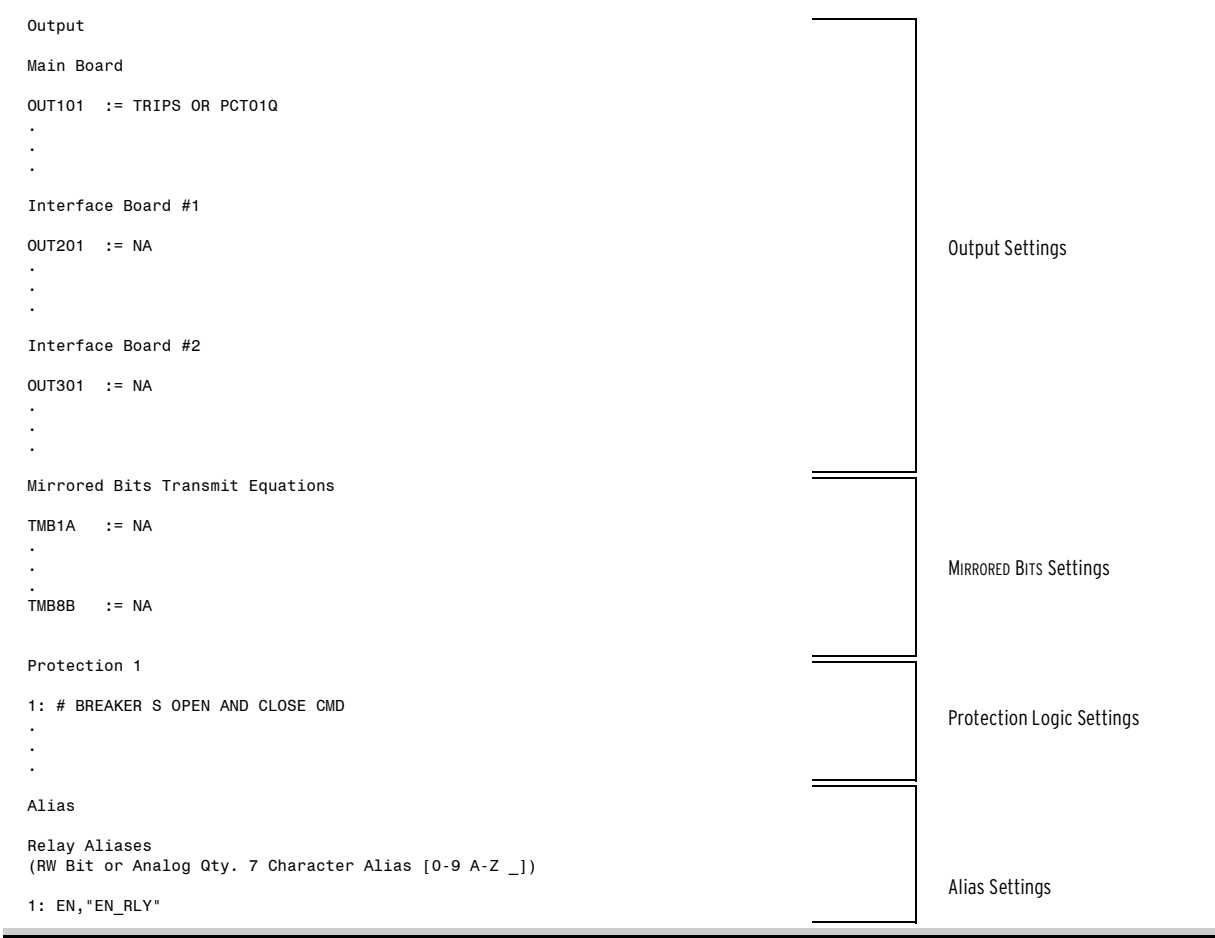 Output
Main Board
OUT101 := TRIPS OR PCT01Q
.
.
.
Interface Board #1
OUT201 := NA
.
.
.
Output Settings
Interface Board #2
OUT301 := NA
.
.
.
Mirrored Bits Transmit Equations
TMB1A := NA
.
.
.
TMB8B := NA
MIRRORED BITS Settings
Protection 1
1: # BREAKER S OPEN AND CLOSE CMD
.
.
.
Protection Logic Settings
Alias
Relay Aliases
(RW Bit or Analog Qty. 7 Character Alias [0-9 A-Z _])
1: EN,"EN_RLY"
Alias Settings